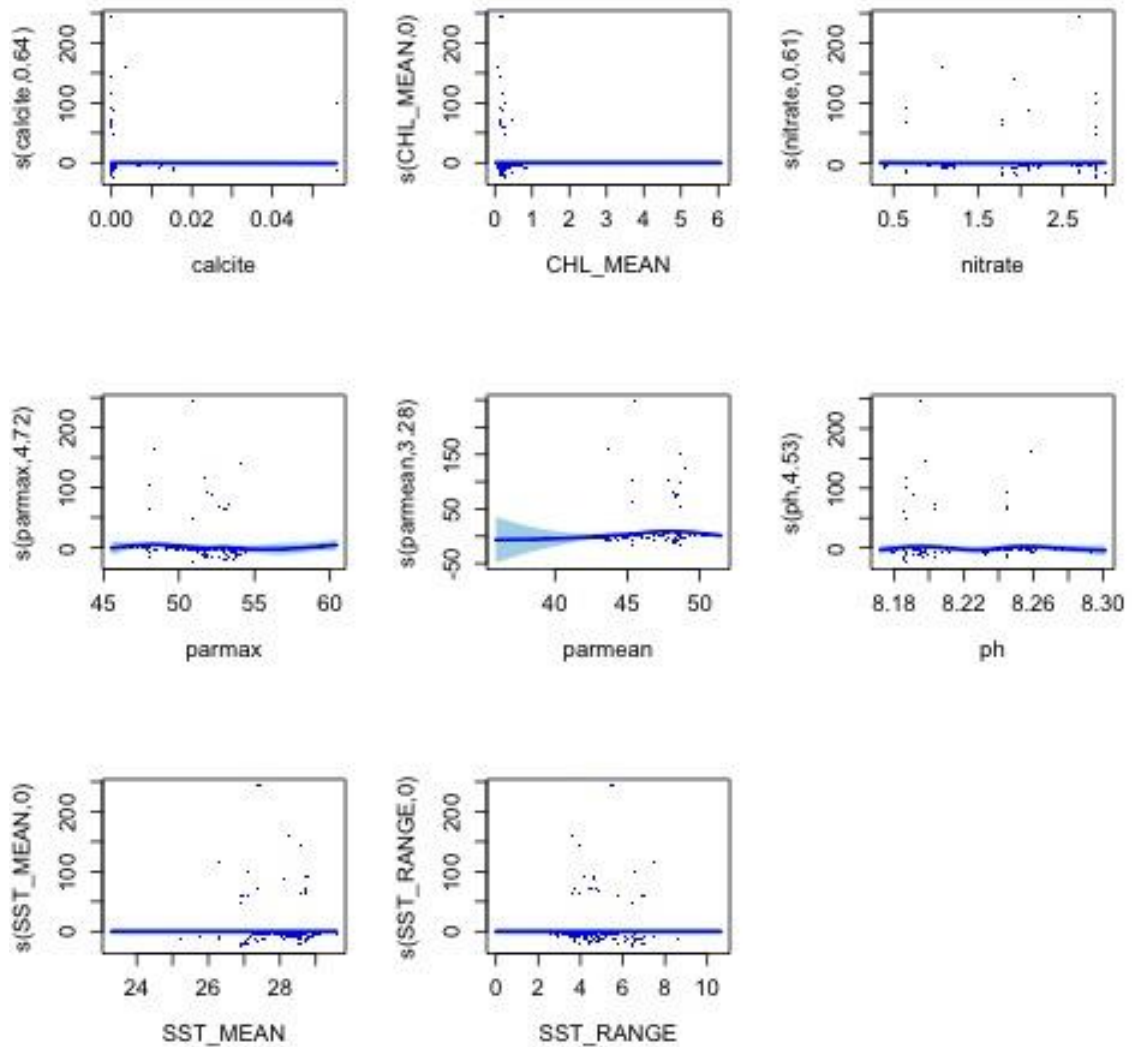 s(calcite,0.64)
200
100
0
0.00 0.02 0.04
calcite
s(CHL_MEAN,0)
200
100
0
0 1 2 3 4 5 6
CHL_MEAN
s(nitrate,0.61)
200
100
0
0.5 1.5 2.5
nitrate
s(parmax,4.72)
200
100
0
45 50 55 60
parmax
s(parmean,3.28)
150
50
-50
40 45 50
parmean
s(ph,4.53)
200
100
0
8.18 8.22 8.26 8.30
ph
s(SST_MEAN,0)
200
100
0
24 26 28
SST_MEAN
s(SST_RANGE,0)
200
100
0
0 2 4 6 8 10
SST_RANGE